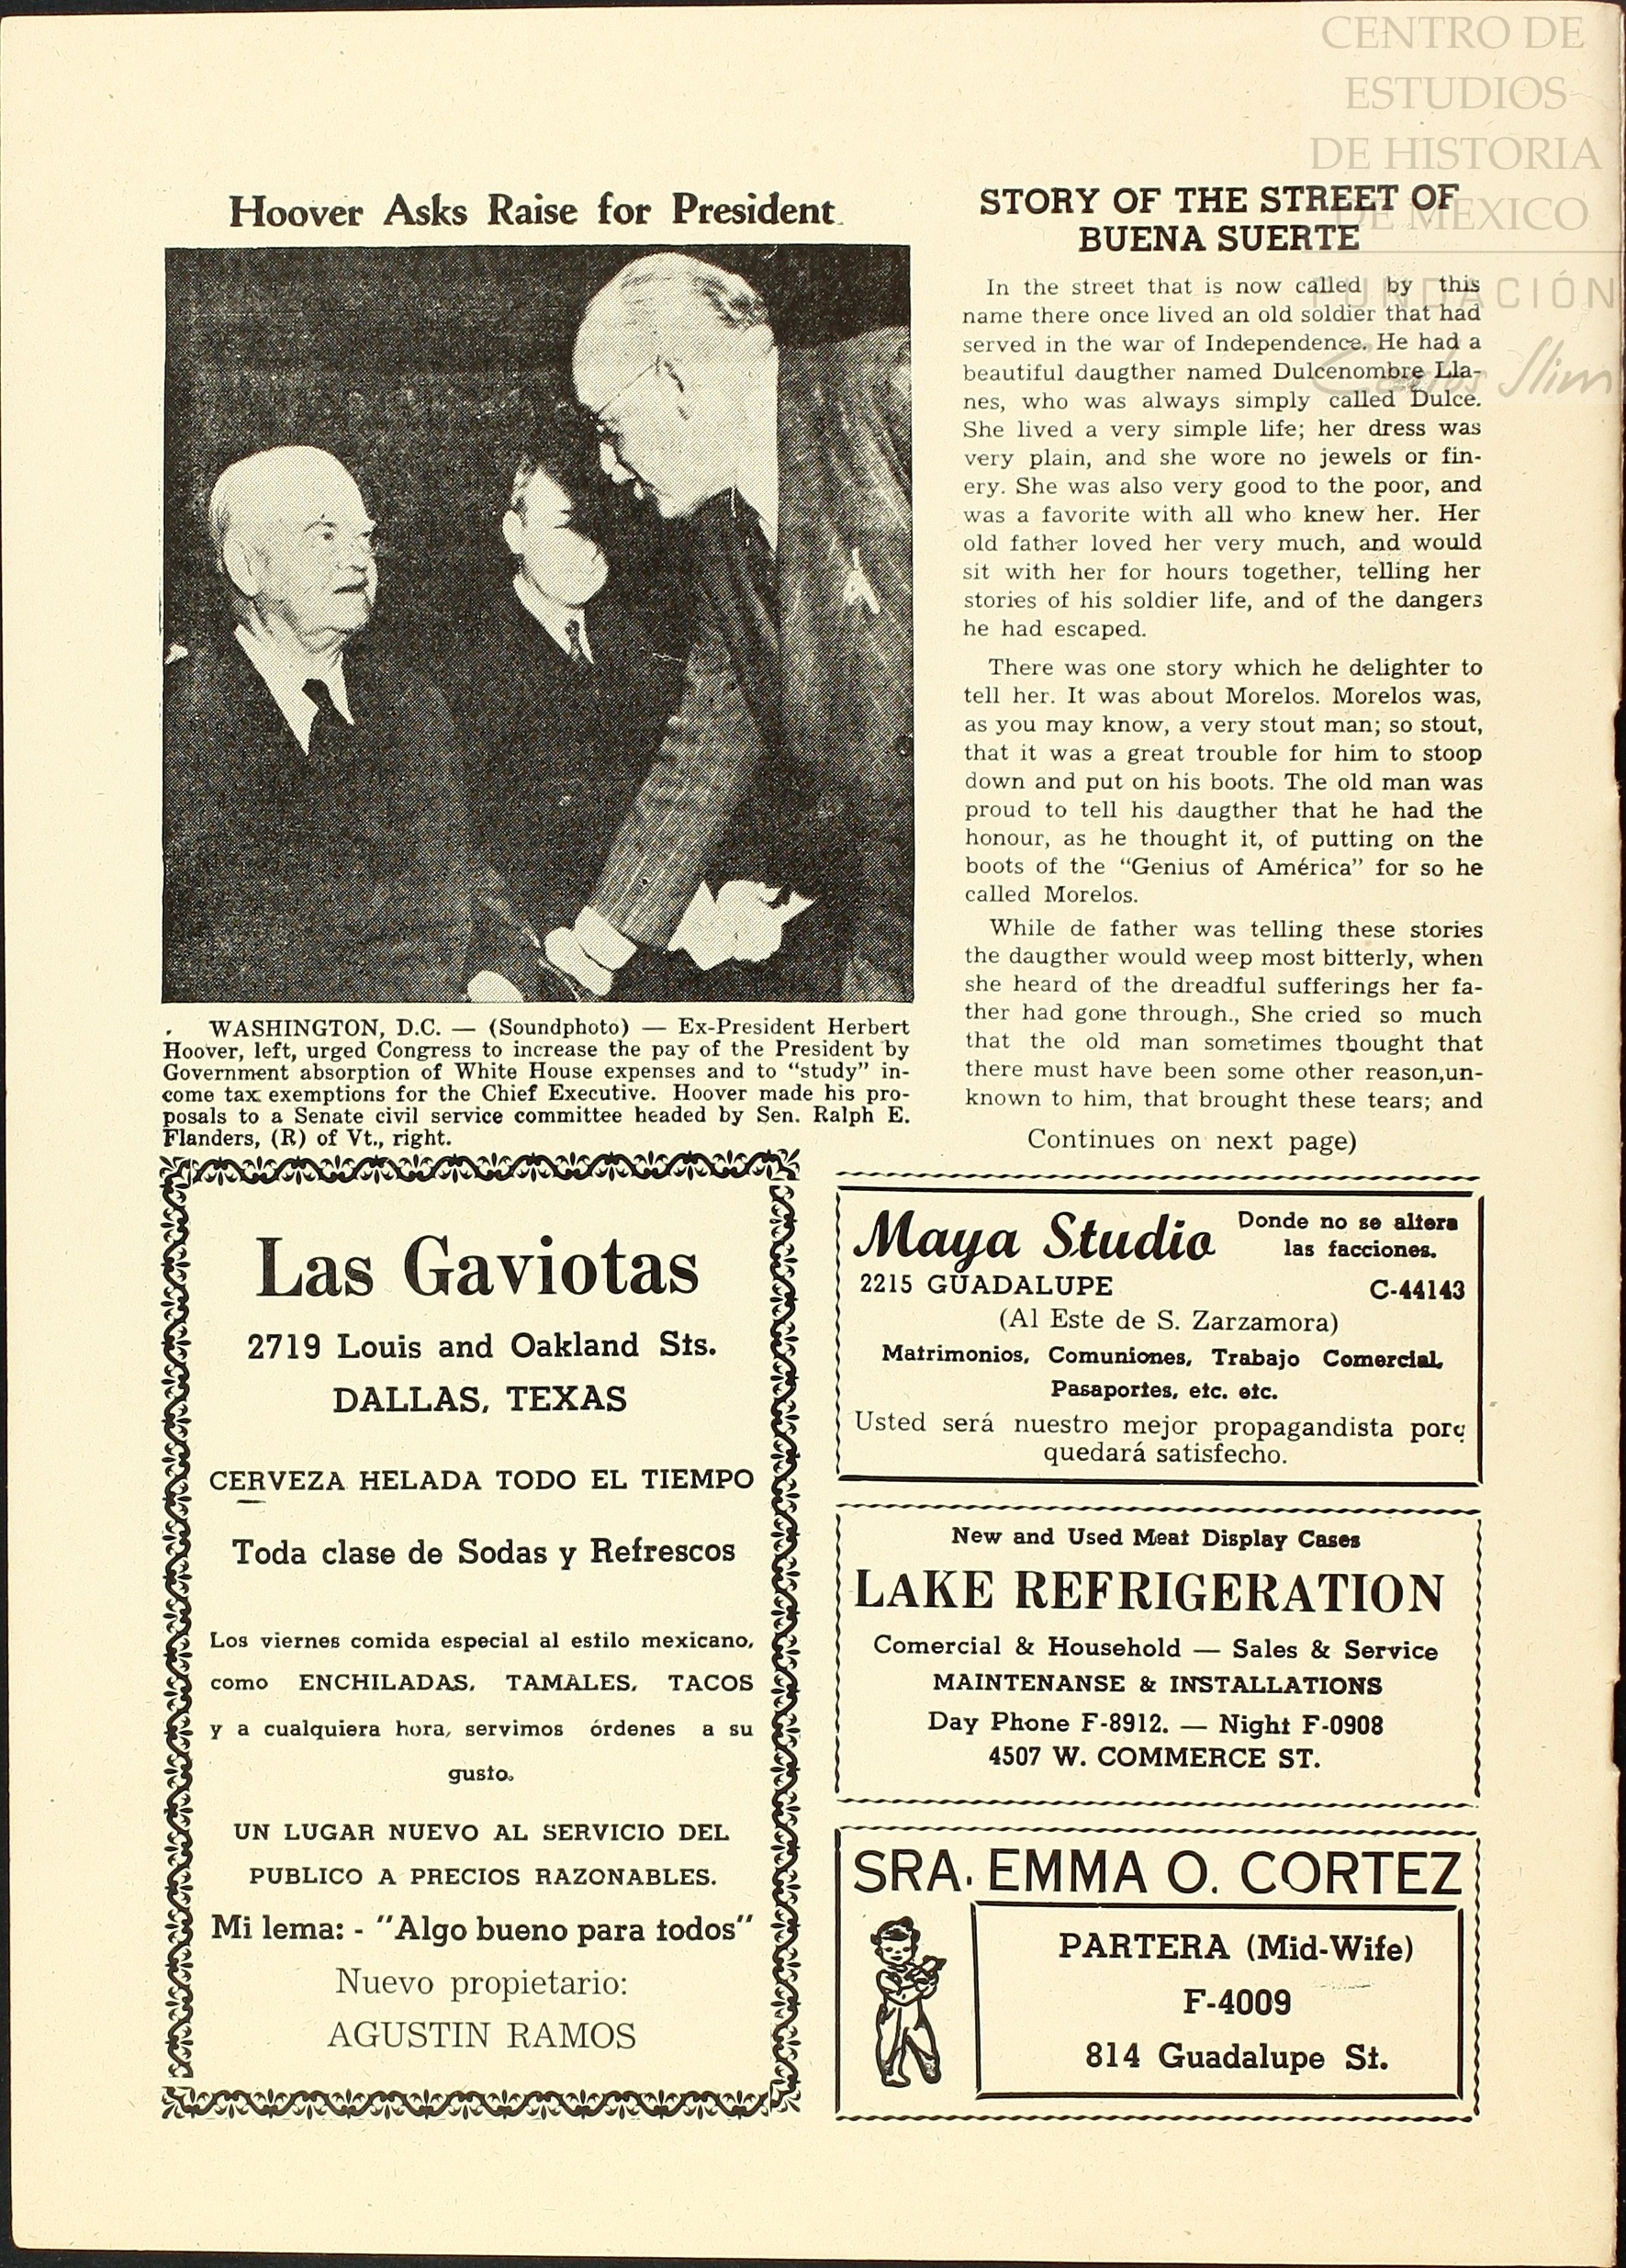 CENTRO DE
ESTUDIOS
DE HISTORIA
DE MEXICO
FUNDACIÓN
Carlos Slim
Hoover Asks Raise for President
WASHINGTON, D.C. — (Soundphoto) — Ex-President Herbert
Hoover, left, urged Congress to increase the pay of the President by
Government absorption of White House expenses and to "study" in-
come tax exemptions for the Chief Executive. Hoover made his pro-
posals to a Senate civil service committee headed by Sen. Ralph E.
Flanders, (R) of Vt., right.
STORY OF THE STREET OF
BUENA SUERTE
In the street that is now called by this
name there once lived an old soldier that had
served in the war of Independence. He had a
beautiful daugther named Dulcenombre Lla-
nes, who was always simply called Dulce.
She lived a very simple life; her dress was
very plain, and she wore no jewels or fin-
ery. She was also very good to the poor, and
was a favorite with all who knew her. Her
old father loved her very much, and would
sit with her for hours together, telling her
stories of his soldier life, and of the dangers
he had escaped.
There was one story which he delighter to
tell her. It was about Morelos. Morelos was,
as you may know, a very stout man; so stout,
that it was a great trouble for him to stoop
down and put on his boots. The old man was
proud to tell his daugther that he had the
honour, as he thought it, of putting on the
boots of the "Genius of América" for so he
called Morelos.
While de father was telling these stories
the daugther would weep most bitterly, when
she heard of the dreadful sufferings her fa-
ther had gone through., She cried so much
that the old man sometimes thought that
there must have been some other reason,un-
known to him, that brought these tears; and
Continues on next page)
Las Gaviotas
2719 Louis and Oakland Sts.
DALLAS, TEXAS
CERVEZA HELADA TODO EL TIEMPO
Toda clase de Sodas y Refrescos
Los viernes comida especial al estilo mexicano,
como ENCHILADAS, TAMALES, TACOS
y a cualquiera hora, servimos órdenes a su
gusto.
UN LUGAR NUEVO AL SERVICIO DEL
PUBLICO A PRECIOS RAZONABLES.
Mi lema: - "Algo bueno para todos"
Nuevo propietario:
AGUSTIN RAMOS
Maya Studio Donde no se altera
las facciones.
2215 GUADALUPE C-44143
(Al Este de S. Zarzamora)
Matrimonios, Comuniones, Trabajo Comercial,
Pasaportes, etc. etc.
Usted será nuestro mejor propagandista porq
quedará satisfecho.
New and Used Meat Display Cases
LAKE REFRIGERATION
Comercial & Household — Sales & Service
MAINTENANSE & INSTALLATIONS
Day Phone F-8912. — Night F-0908
4507 W. COMMERCE ST.
SRA. EMMA O. CORTEZ
PARTERA (Mid-Wife)
F-4009
814 Guadalupe St.